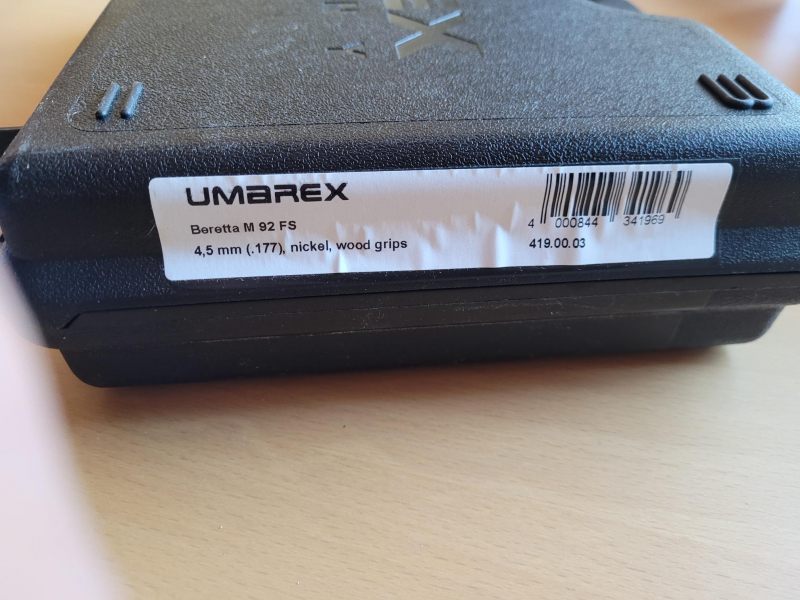 UMAREX
Beretta M 92 FS
4,5 mm (.177), nickel, wood grips
4 000844 341969
419.00.03